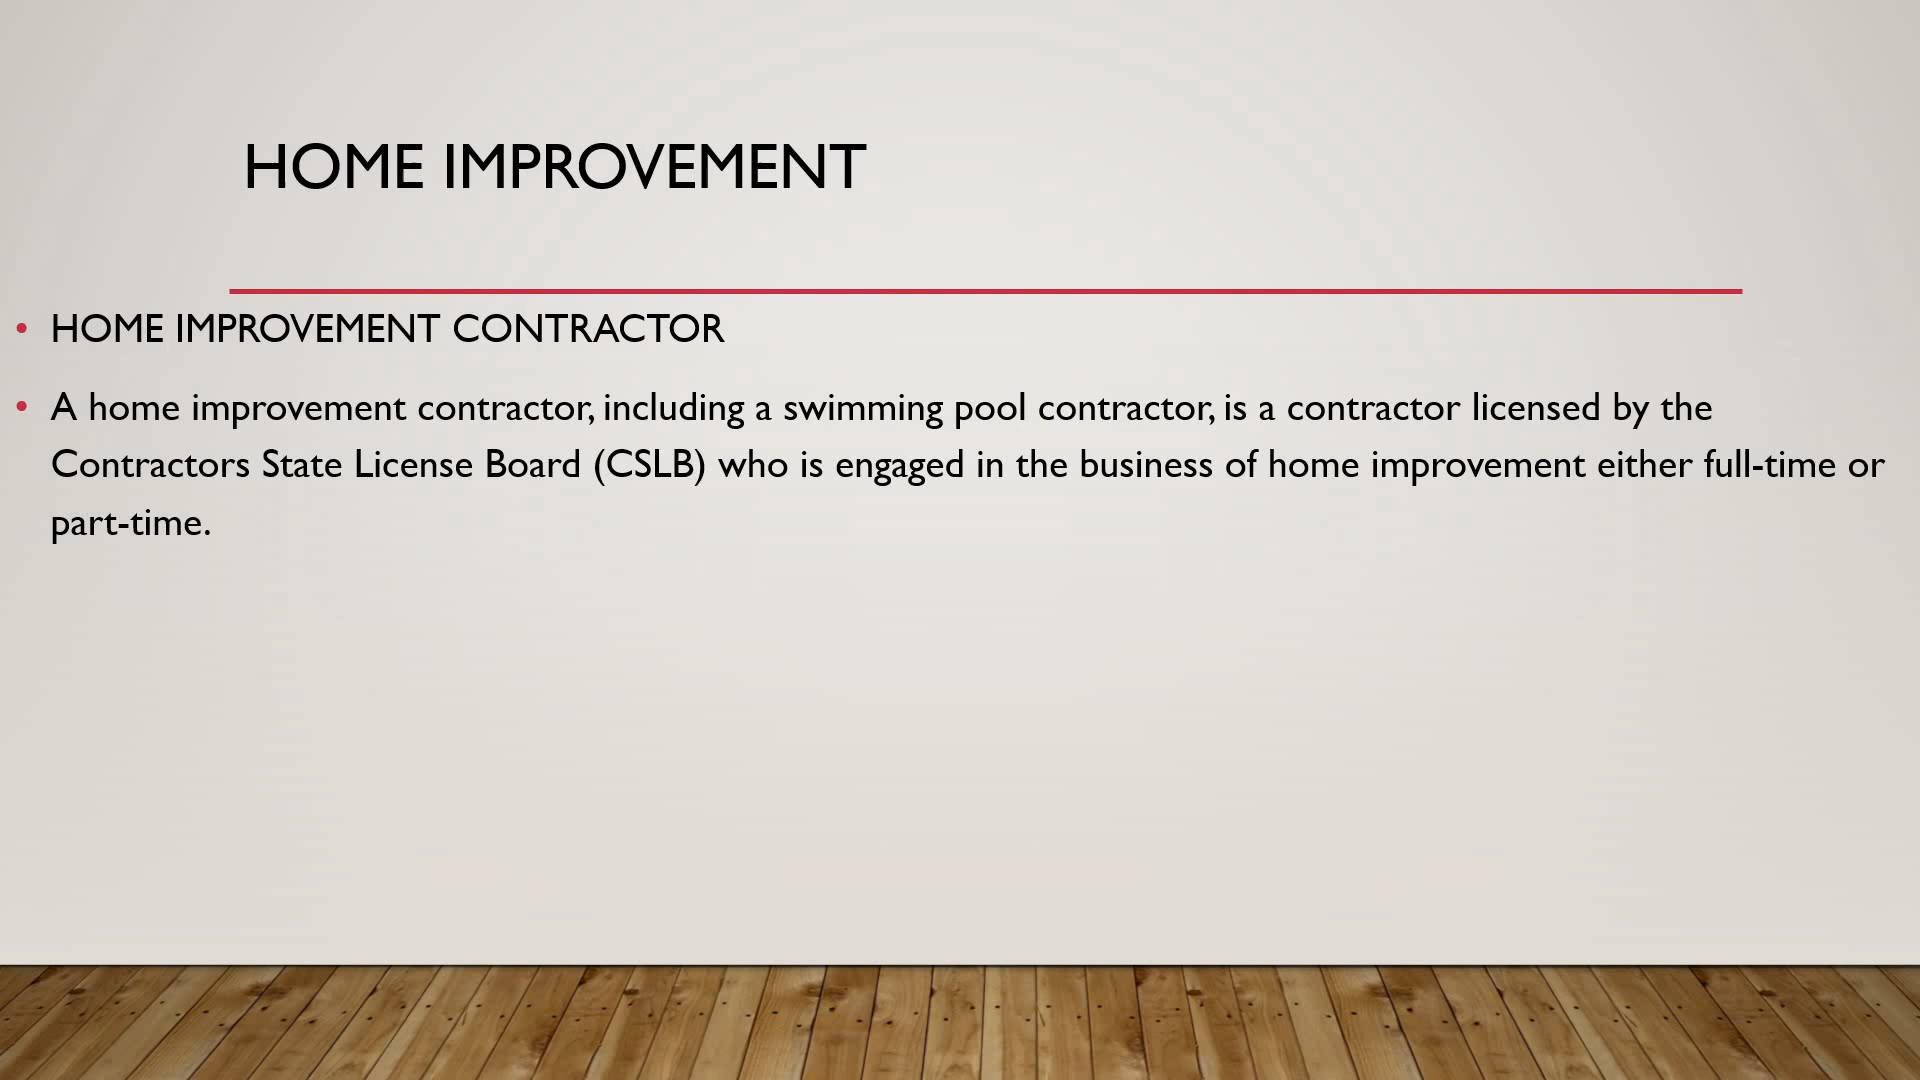 HOME IMPROVEMENT
• HOME IMPROVEMENT CONTRACTOR
• A home improvement contractor, including a swimming pool contractor, is a contractor licensed by the
Contractors State License Board (CSLB) who is engaged in the business of home improvement either full-time or
part-time.